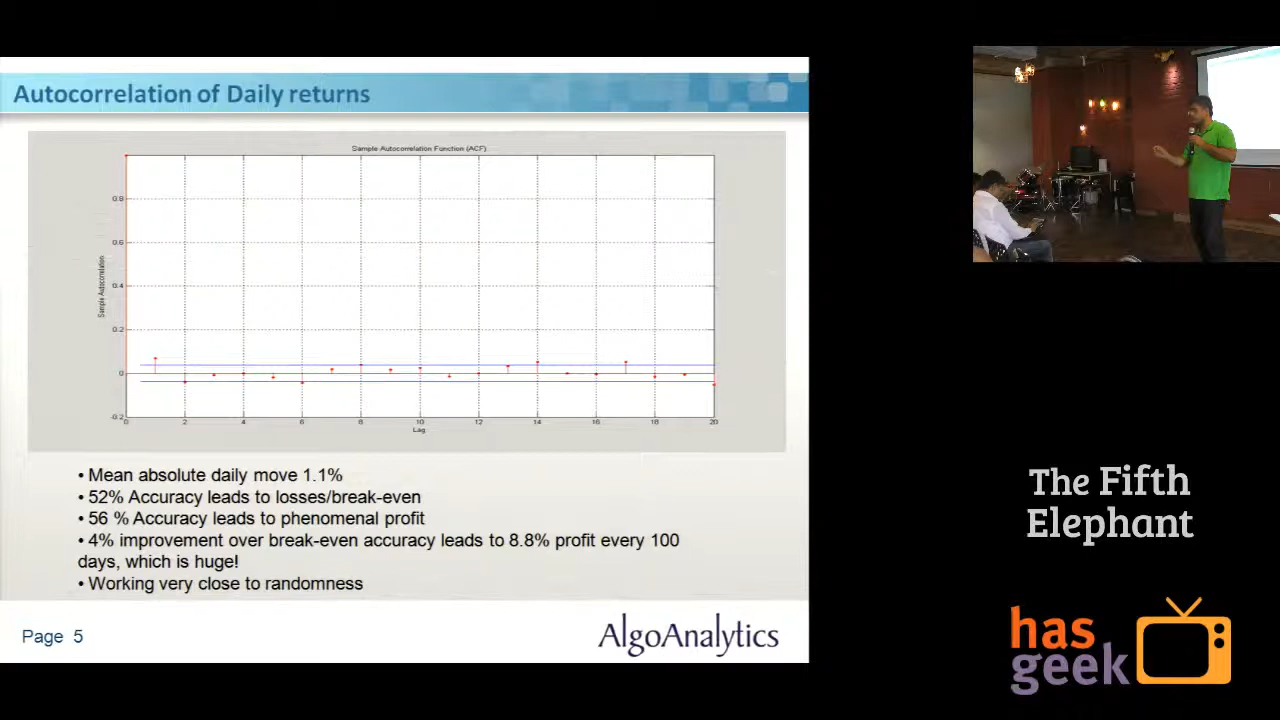 Autocorrelation of Daily returns
Sample Autocorrelation Function (ACF)
0.8
0.6
0.4
0.2
0
-0.2
Sample Autocorrelation
0 2 4 6 8 10 12 14 16 18 20
Lag
• Mean absolute daily move 1.1%
• 52% Accuracy leads to losses/break-even
• 56 % Accuracy leads to phenomenal profit
• 4% improvement over break-even accuracy leads to 8.8% profit every 100
days, which is huge!
• Working very close to randomness
Page 5
AlgoAnalytics
The Fifth
Elephant
has
geek